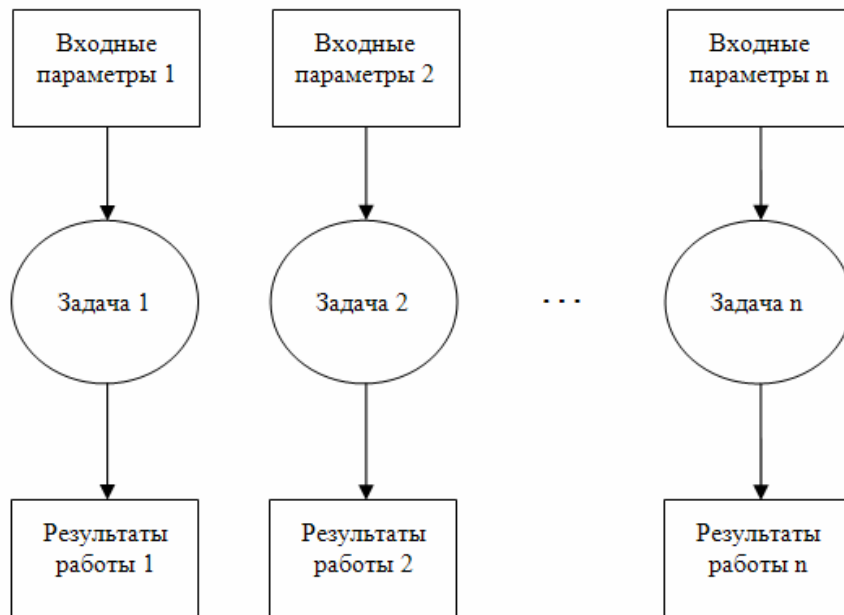 Входные
параметры 1
Входные
параметры 2
Входные
параметры n
Задача 1
Задача 2
...
Задача n
Результаты
работы 1
Результаты
работы 2
Результаты
работы n